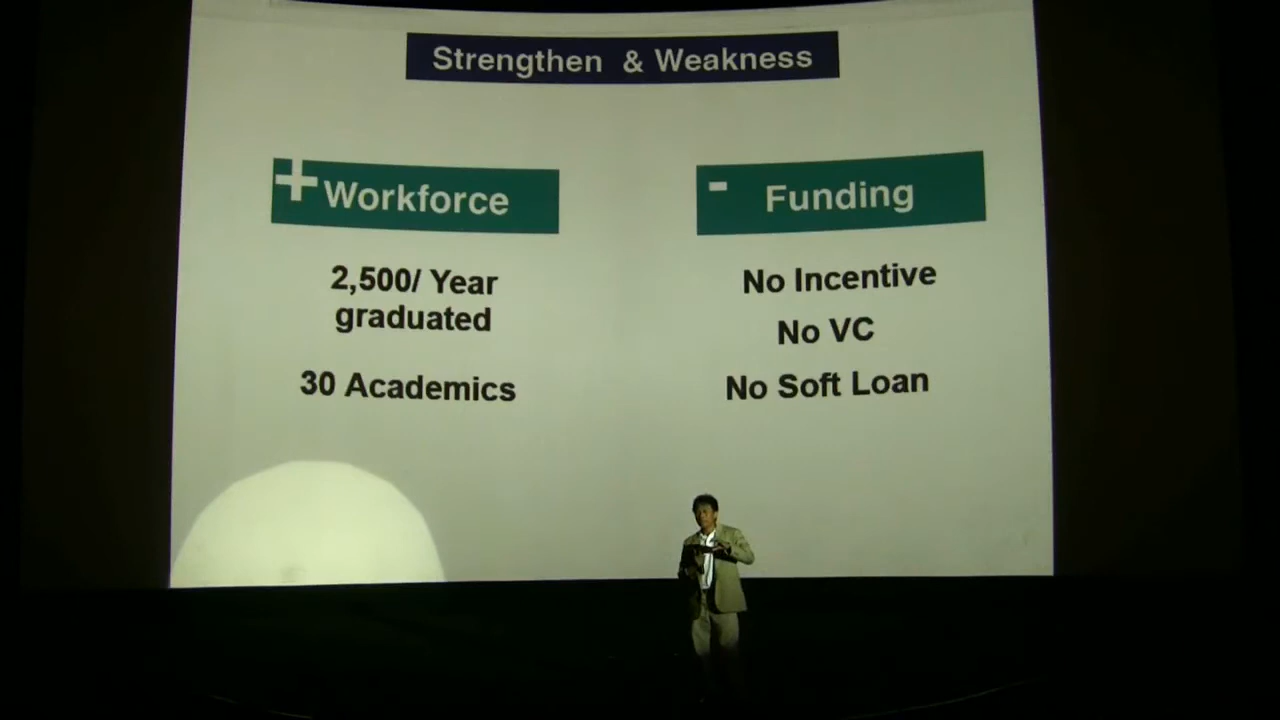 Strengthen & Weakness
+ Workforce
2,500/ Year
graduated
30 Academics
- Funding
No Incentive
No VC
No Soft Loan